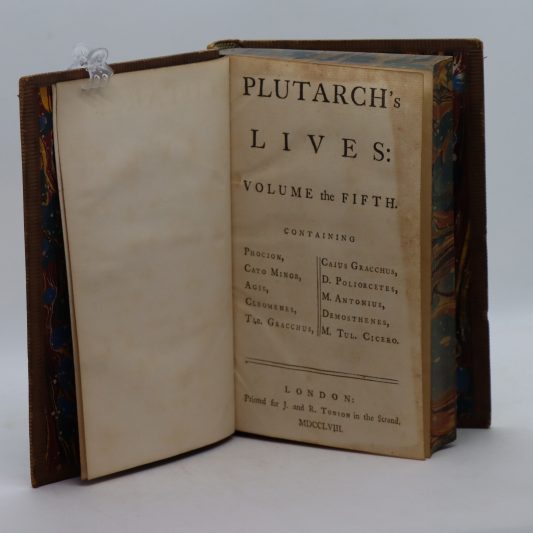 PLUTARCH's
LIVES:
VOLUME the FIFTH.
CONTAINING
PHOCION,
CATO MINOR,
AGIS,
CLEOMENES,
TIB. GRACCHUS,
CAIUS GRACCHUS,
D. POLIORCETES,
M. ANTONIUS,
DEMOSTHENES,
M. TUL. CICERO.
LONDON:
Printed for J. and R. TONSON in the Strand,
MDCCLVIII.